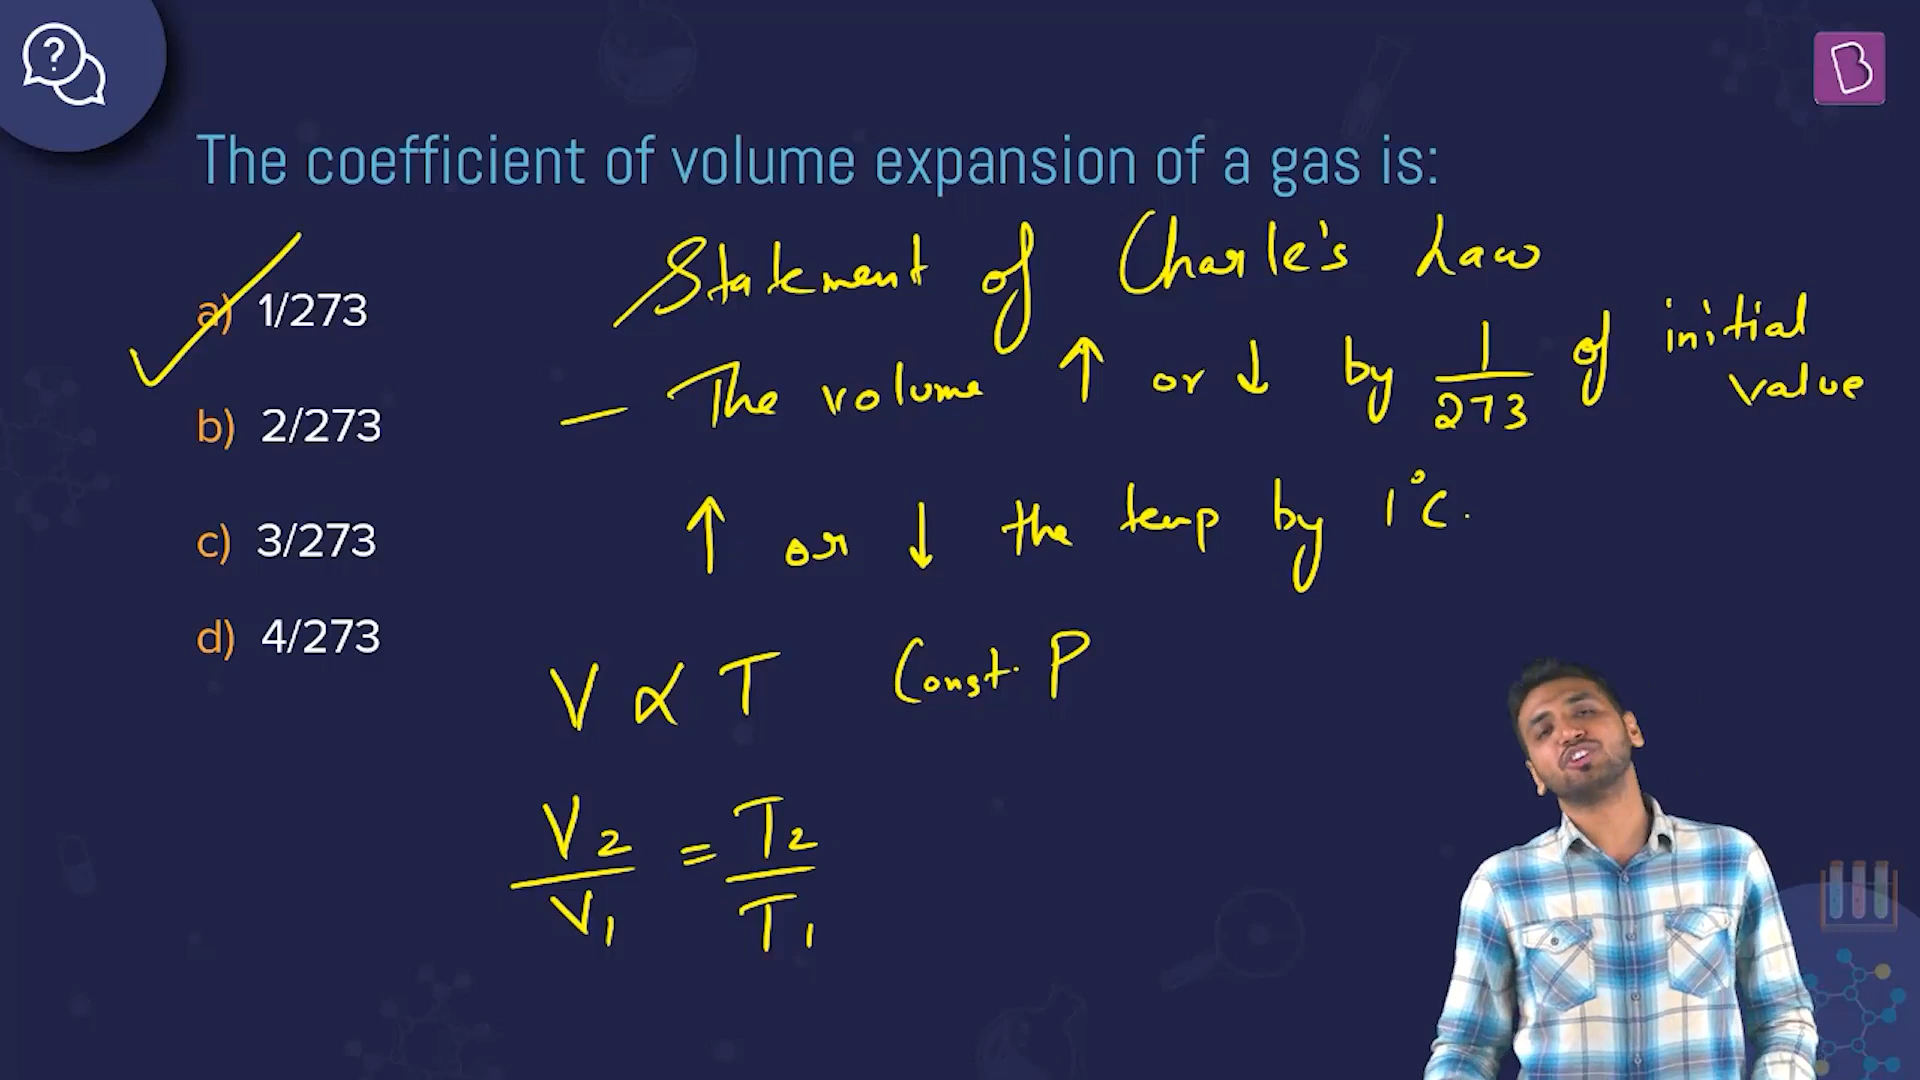 The coefficient of volume expansion of a gas is:
Statement of Charle's Law
a) 1/273
– The volume ↑ or ↓ by 1/273 of initial value
b) 2/273
↑ or ↓ the temp by 1°C.
c) 3/273
d) 4/273
V ∝ T Const. P
V2/V1 = T2/T1
B